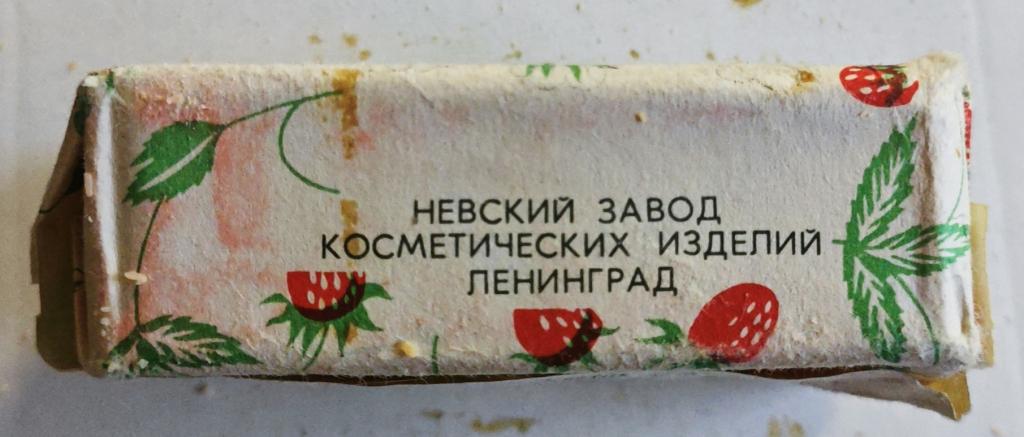 НЕВСКИЙ ЗАВОД
КОСМЕТИЧЕСКИХ ИЗДЕЛИЙ
ЛЕНИНГРАД